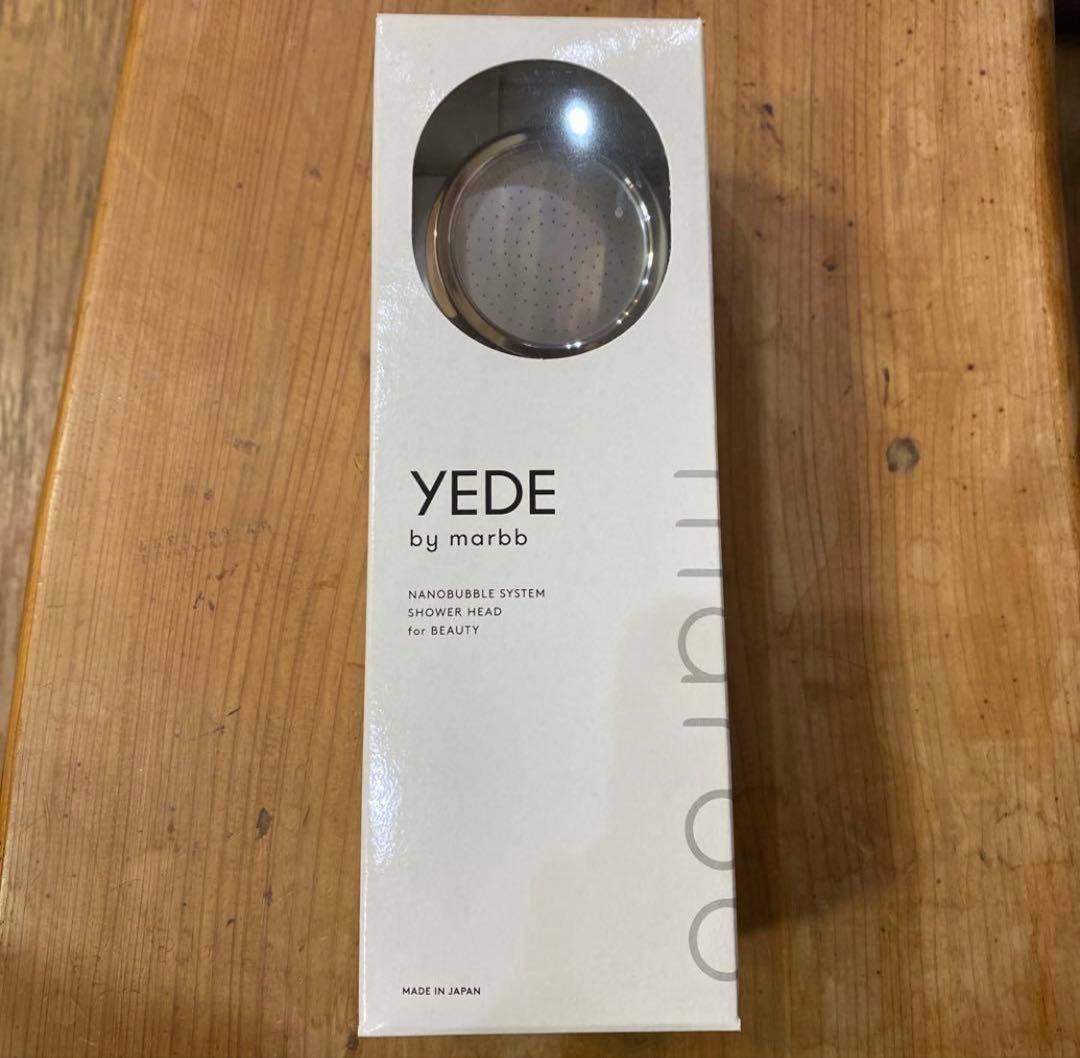 YEDE
by marbb
NANOBUBBLE SYSTEM
SHOWER HEAD
for BEAUTY
marbb
MADE IN JAPAN